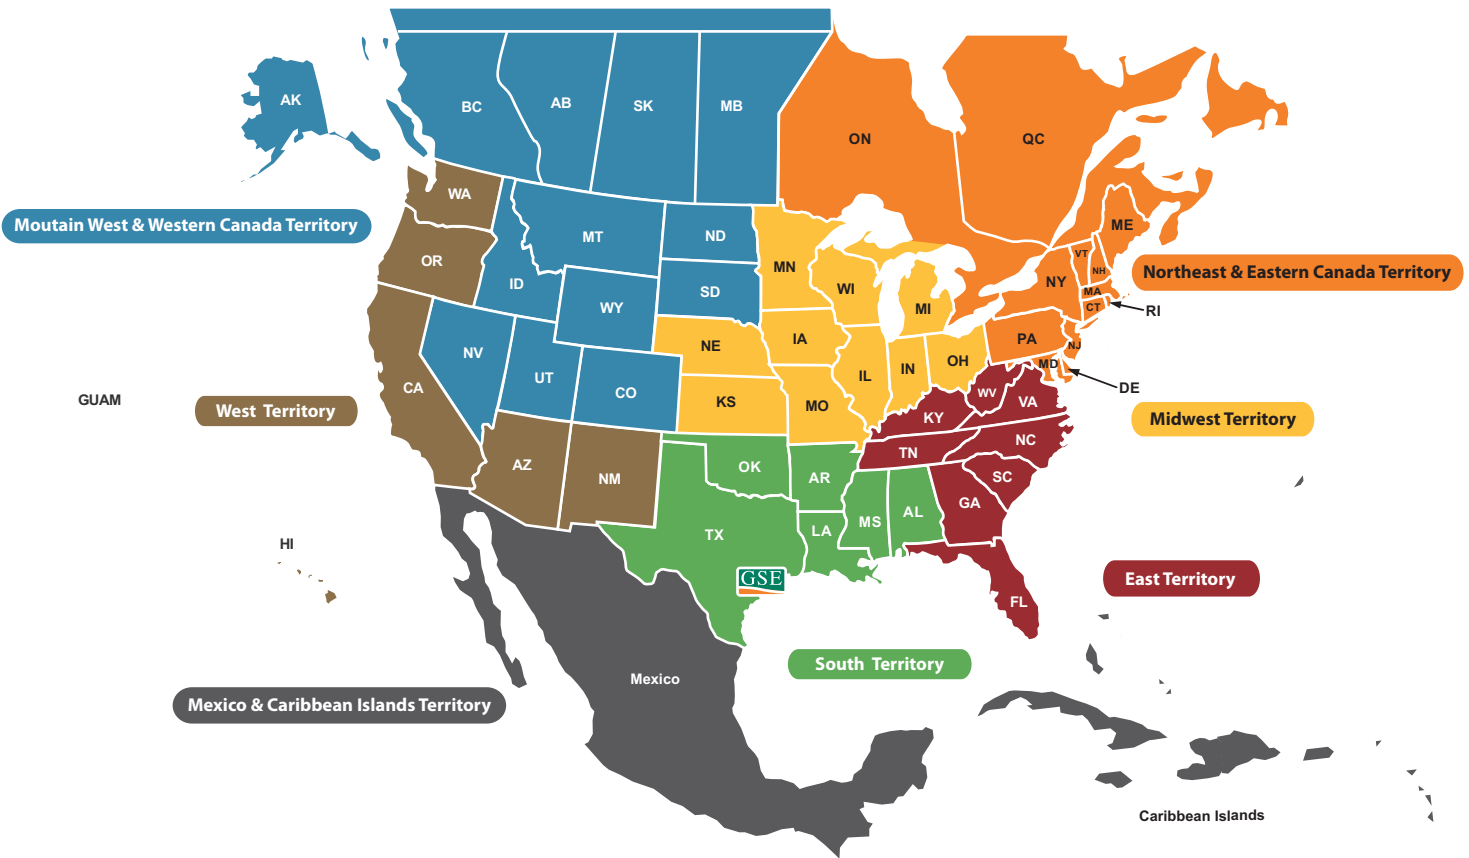 AK
BC
AB
SK
MB
ON
QC
WA
Moutain West & Western Canada Territory
MT
ND
ME
OR
ID
MN
VT
NH
Northeast & Eastern Canada Territory
WY
SD
WI
NY
MA
MI
CT
RI
NV
NE
IA
PA
NJ
UT
CO
IL
IN
OH
MD
DE
GUAM
West Territory
CA
KS
MO
KY
WV
VA
Midwest Territory
AZ
NM
OK
AR
TN
NC
SC
TX
LA
MS
AL
GA
HI
GSE
East Territory
FL
South Territory
Mexico
Mexico & Caribbean Islands Territory
Caribbean Islands